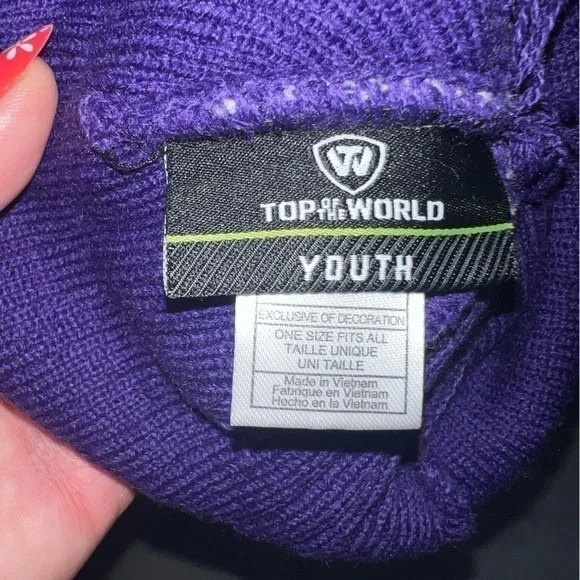 TW
TOP OF THE WORLD
YOUTH
EXCLUSIVE OF DECORATION
ONE SIZE FITS ALL
TAILLE UNIQUE
UNI TAILLE
Made in Vietnam
Fabriqué en Vietnam
Hecho en la Vietnam